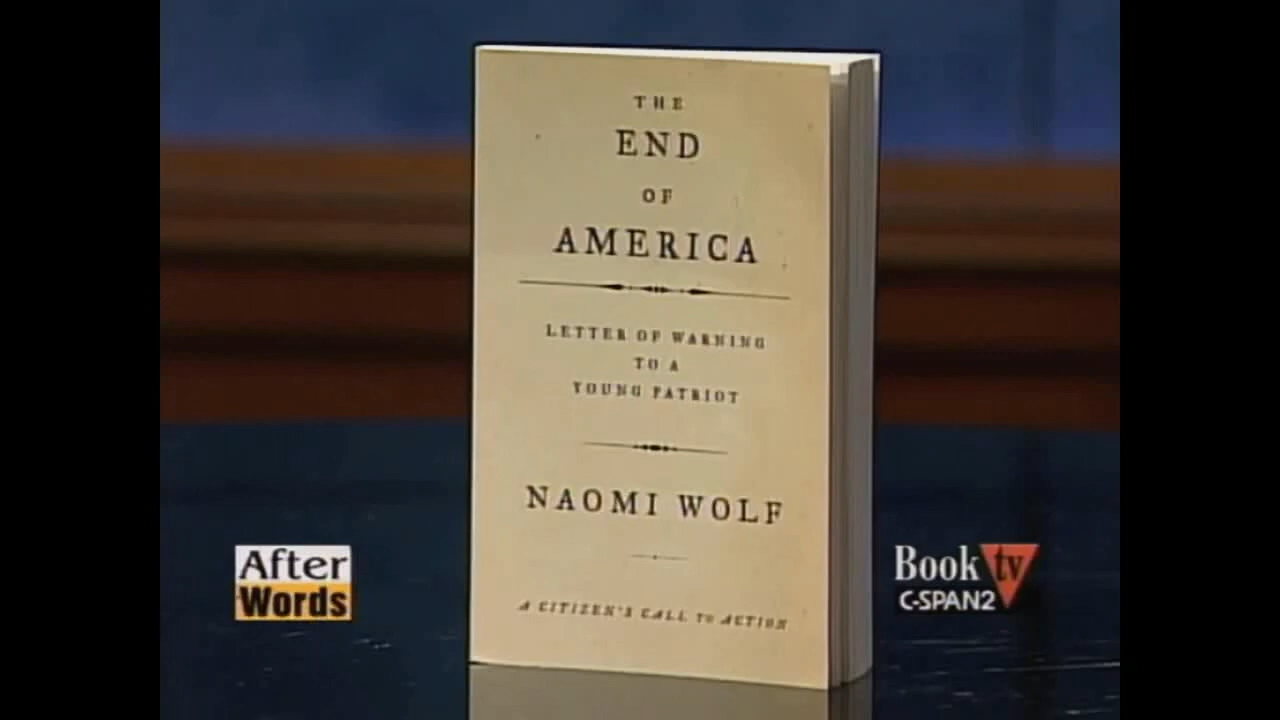 THE
END
OF
AMERICA
LETTER OF WARNING
TO A
YOUNG PATRIOT
NAOMI WOLF
A CITIZEN'S CALL TO ACTION
After
Words
Book tv
C-SPAN2